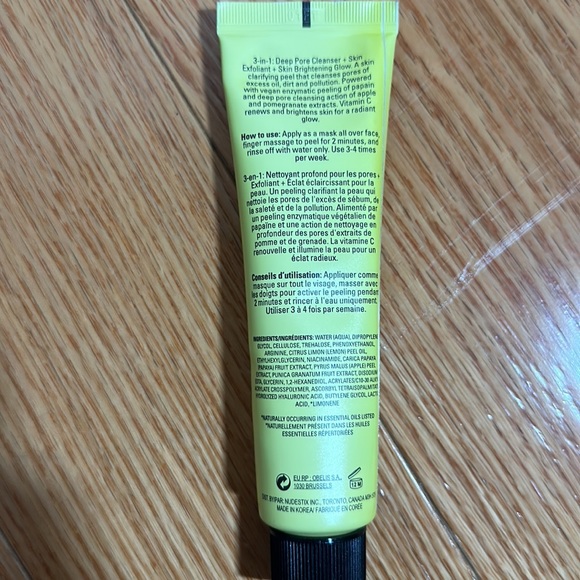 3-in-1: Deep Pore Cleanser + Skin
Exfoliant + Skin Brightening Glow. A skin
clarifying peel that cleanses pores of
excess oil, dirt and pollution. Powered
with vegan enzymatic peeling of papain
and deep pore cleansing action of apple
and pomegranate extracts. Vitamin C
renews and brightens skin for a radiant
glow.
How to use: Apply as a mask all over face,
finger massage to peel for 2 minutes, and
rinse off with water only. Use 3-4 times
per week.
3-en-1: Nettoyant profond pour les pores +
Exfoliant + Éclat éclaircissant pour la
peau. Un peeling clarifiant la peau qui
nettoie les pores de l'excès de sébum, de
la saleté et de la pollution. Alimenté par
un peeling enzymatique végétalien de
papaïne et une action de nettoyage en
profondeur des pores d'extraits de
pomme et de grenade. La vitamine C
renouvelle et illumine la peau pour un
éclat radieux.
Conseils d'utilisation: Appliquer comme
masque sur tout le visage, masser avec
les doigts pour activer le peeling pendant
2 minutes et rincer à l'eau uniquement.
Utiliser 3 à 4 fois par semaine.
INGREDIENTS/INGRÉDIENTS: WATER (AQUA), DIPROPYLENE
GLYCOL, CELLULOSE, TREHALOSE, PHENOXYETHANOL,
ARGININE, CITRUS LIMON (LEMON) PEEL OIL,
ETHYLHEXYLGLYCERIN, NIACINAMIDE, CARICA PAPAYA
(PAPAYA) FRUIT EXTRACT, PYRUS MALUS (APPLE) PEEL
EXTRACT, PUNICA GRANATUM FRUIT EXTRACT, DISODIUM
EDTA, GLYCERIN, 1,2-HEXANEDIOL, ACRYLATES/C10-30 ALKYL
ACRYLATE CROSSPOLYMER, ASCORBYL TETRAISOPALMITATE,
HYDROLYZED HYALURONIC ACID, BUTYLENE GLYCOL, LACTIC
ACID, *LIMONENE
*NATURALLY OCCURRING IN ESSENTIAL OILS LISTED
*NATURELLEMENT PRÉSENT DANS LES HUILES
ESSENTIELLES RÉPERTORIÉES
EU RP : OBELIS S.A.,
1030 BRUSSELS
12 M
DIST. BY/PAR: NUDESTIX INC., TORONTO, CANADA
MADE IN KOREA/ FABRIQUÉ EN CORÉE